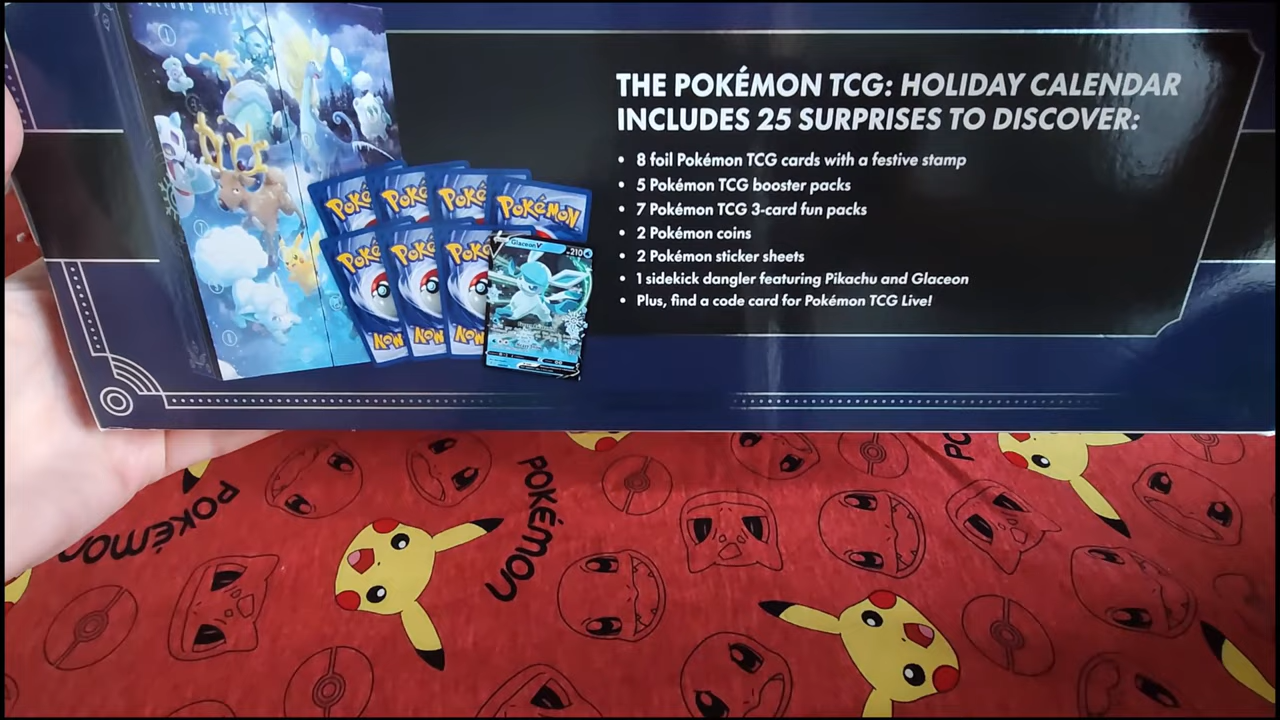 THE POKÉMON TCG: HOLIDAY CALENDAR
INCLUDES 25 SURPRISES TO DISCOVER:
• 8 foil Pokémon TCG cards with a festive stamp
• 5 Pokémon TCG booster packs
• 7 Pokémon TCG 3-card fun packs
• 2 Pokémon coins
• 2 Pokémon sticker sheets
• 1 sidekick dangler featuring Pikachu and Glaceon
• Plus, find a code card for Pokémon TCG Live!
POKÉMON
Glaceon V
210
POKÉMON
POKÉMON